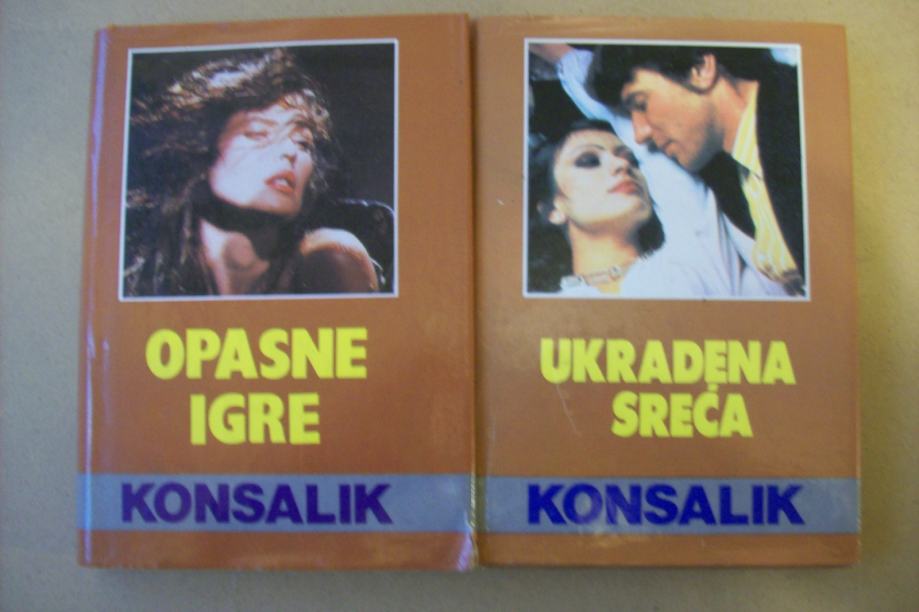 OPASNE
IGRE
KONSALIK
UKRADENA
SREĆA
KONSALIK